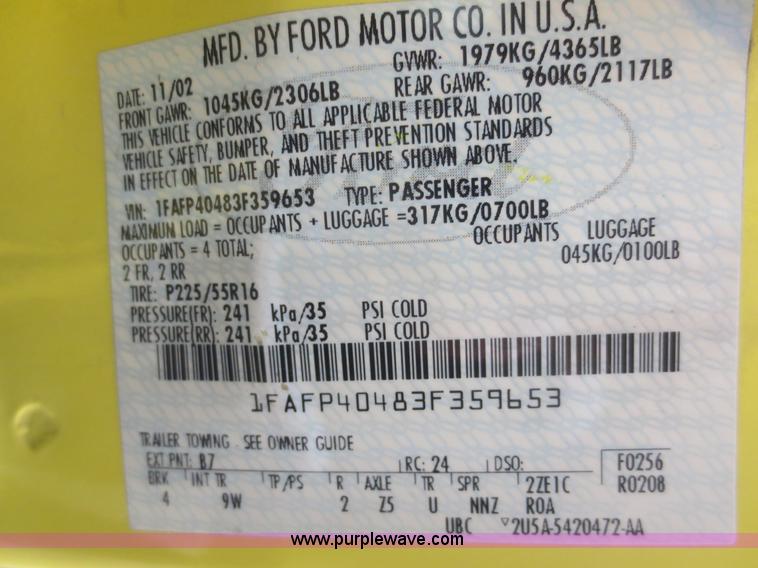 MFD. BY FORD MOTOR CO. IN U.S.A.
DATE: 11/02 GVWR: 1979KG/4365LB
FRONT GAWR: 1045KG/2306LB REAR GAWR: 960KG/2117LB
THIS VEHICLE CONFORMS TO ALL APPLICABLE FEDERAL MOTOR
VEHICLE SAFETY, BUMPER, AND THEFT PREVENTION STANDARDS
IN EFFECT ON THE DATE OF MANUFACTURE SHOWN ABOVE.
VIN: 1FAFP40483F359653 TYPE: PASSENGER
MAXIMUM LOAD = OCCUPANTS + LUGGAGE =317KG/0700LB
OCCUPANTS = 4 TOTAL; OCCUPANTS LUGGAGE
2 FR, 2 RR 045KG/0100LB
TIRE: P225/55R16
PRESSURE(FR): 241 kPa/35 PSI COLD
PRESSURE(RR): 241 kPa/35 PSI COLD
1FAFP40483F359653
TRAILER TOWING - SEE OWNER GUIDE
EXT PNT: B7 RC: 24 DSO: F0256
BRK INT TR TP/PS R AXLE TR SPR 2ZE1C R0208
4 9W 2 Z5 U NNZ ROA
UBC ▽2U5A-5420472-AA
www.purplewave.com